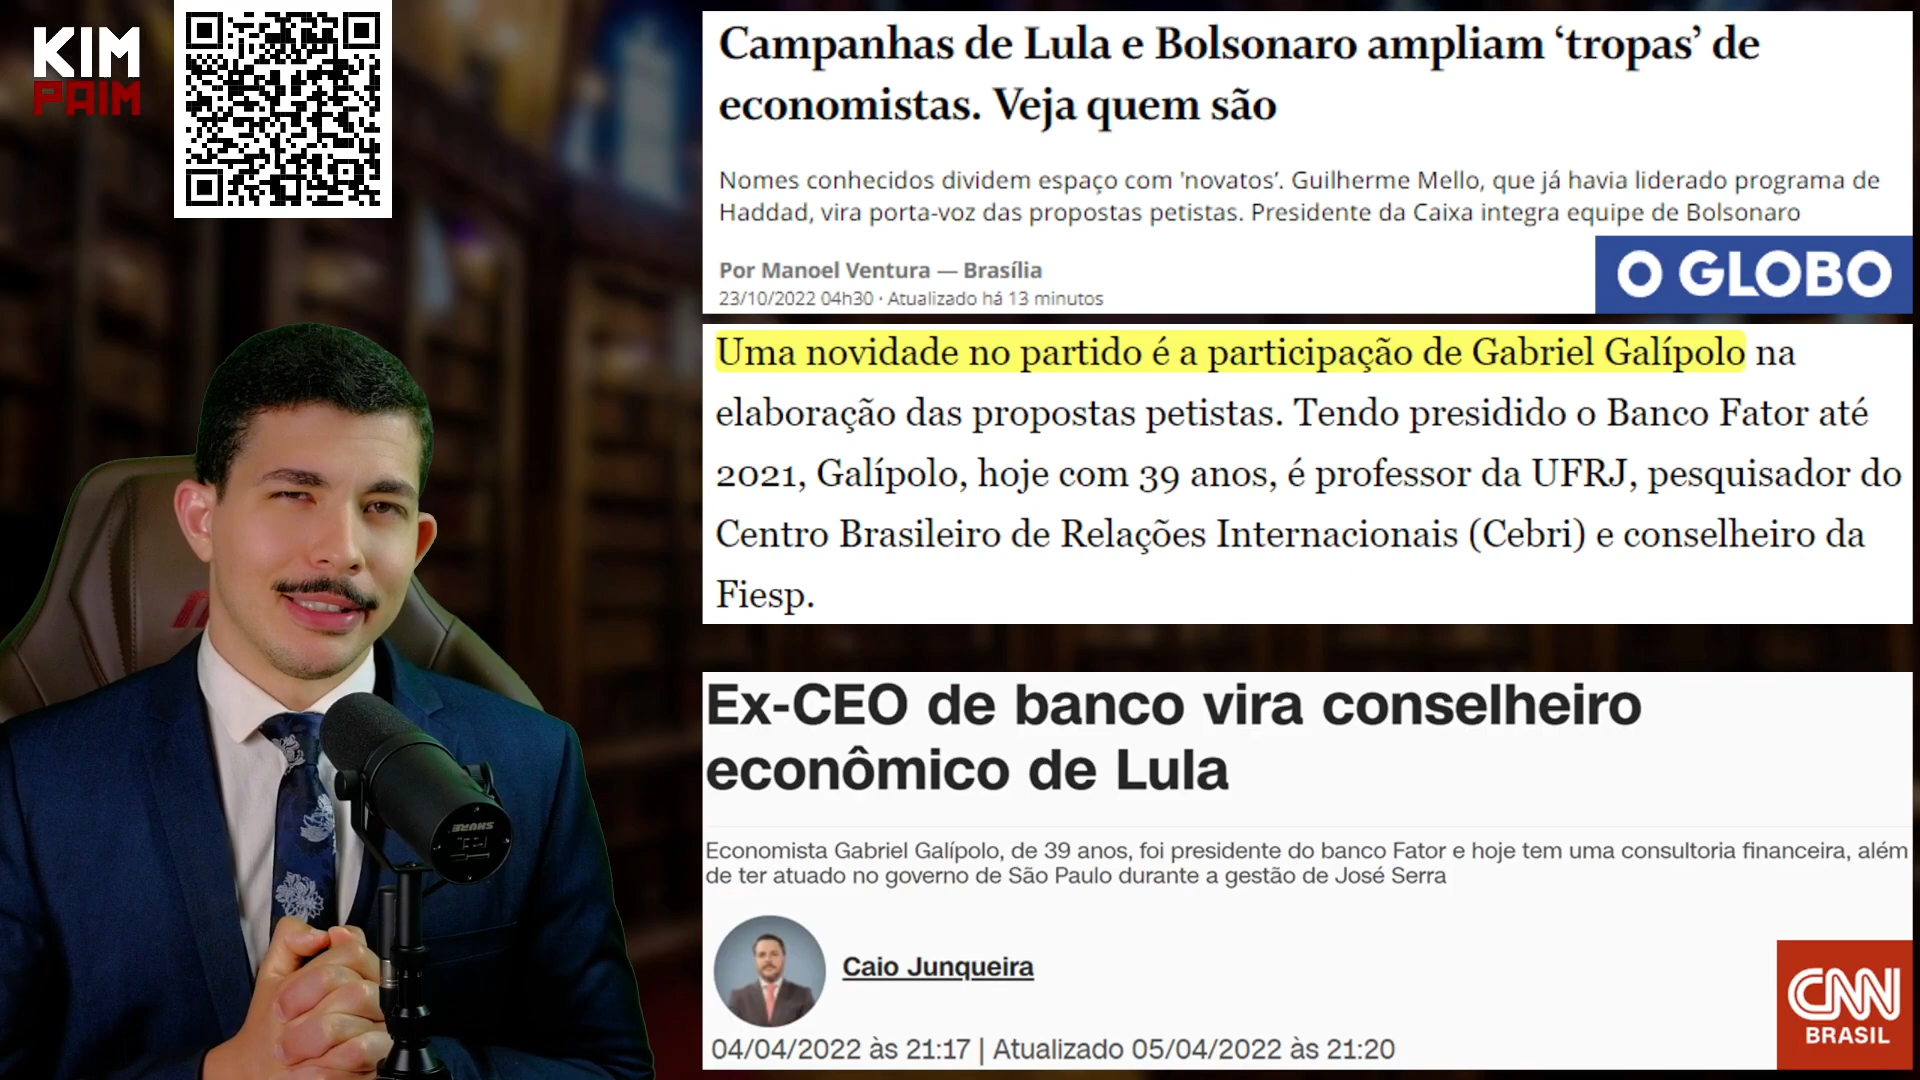 KIM
PAIM
Campanhas de Lula e Bolsonaro ampliam ‘tropas’ de
economistas. Veja quem são
Nomes conhecidos dividem espaço com 'novatos’. Guilherme Mello, que já havia liderado programa de
Haddad, vira porta-voz das propostas petistas. Presidente da Caixa integra equipe de Bolsonaro
Por Manoel Ventura — Brasília
23/10/2022 04h30 · Atualizado há 13 minutos
O GLOBO
Uma novidade no partido é a participação de Gabriel Galípolo na
elaboração das propostas petistas. Tendo presidido o Banco Fator até
2021, Galípolo, hoje com 39 anos, é professor da UFRJ, pesquisador do
Centro Brasileiro de Relações Internacionais (Cebri) e conselheiro da
Fiesp.
Ex-CEO de banco vira conselheiro
econômico de Lula
Economista Gabriel Galípolo, de 39 anos, foi presidente do banco Fator e hoje tem uma consultoria financeira, além
de ter atuado no governo de São Paulo durante a gestão de José Serra
Caio Junqueira
04/04/2022 às 21:17 | Atualizado 05/04/2022 às 21:20
CNN
BRASIL
SHURE